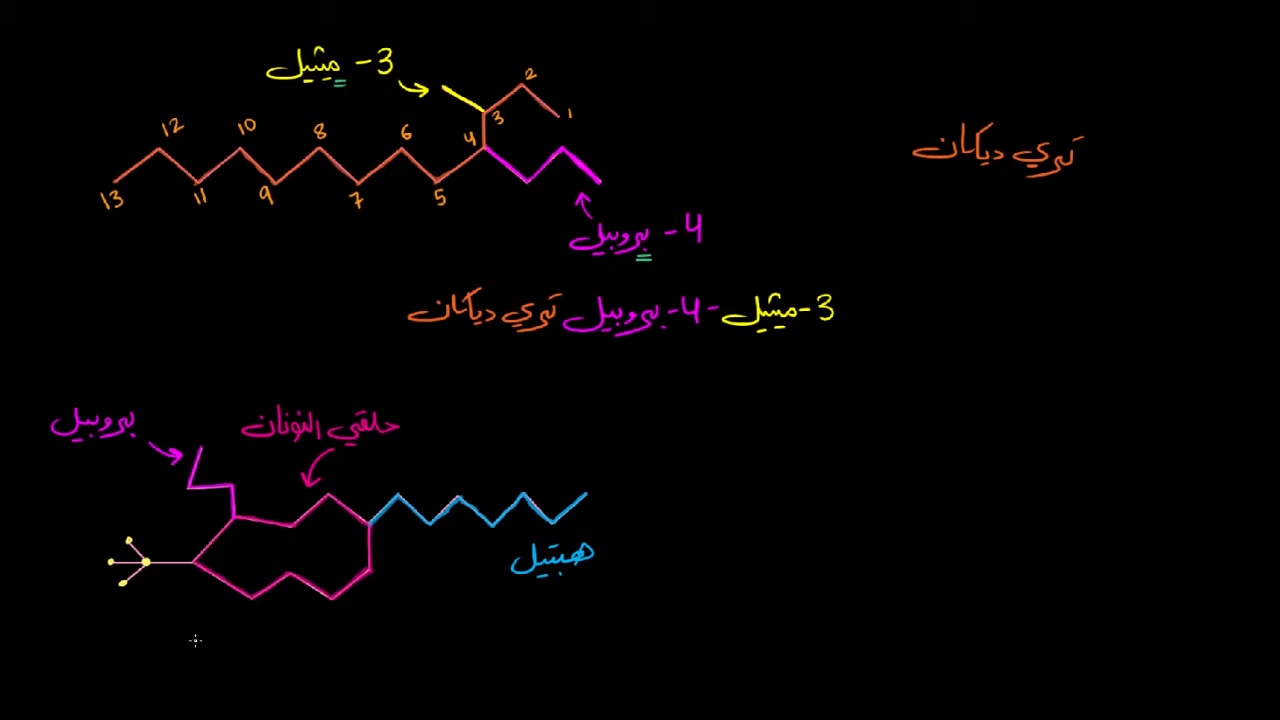 3- ميثيل
2
1
3
4
12
10
8
6
13
11
9
7
5
تري ديكان
4- بروبيل
3-ميثيل-4-بروبيل تري ديكان
بروبيل
حلقي النونان
هبتيل